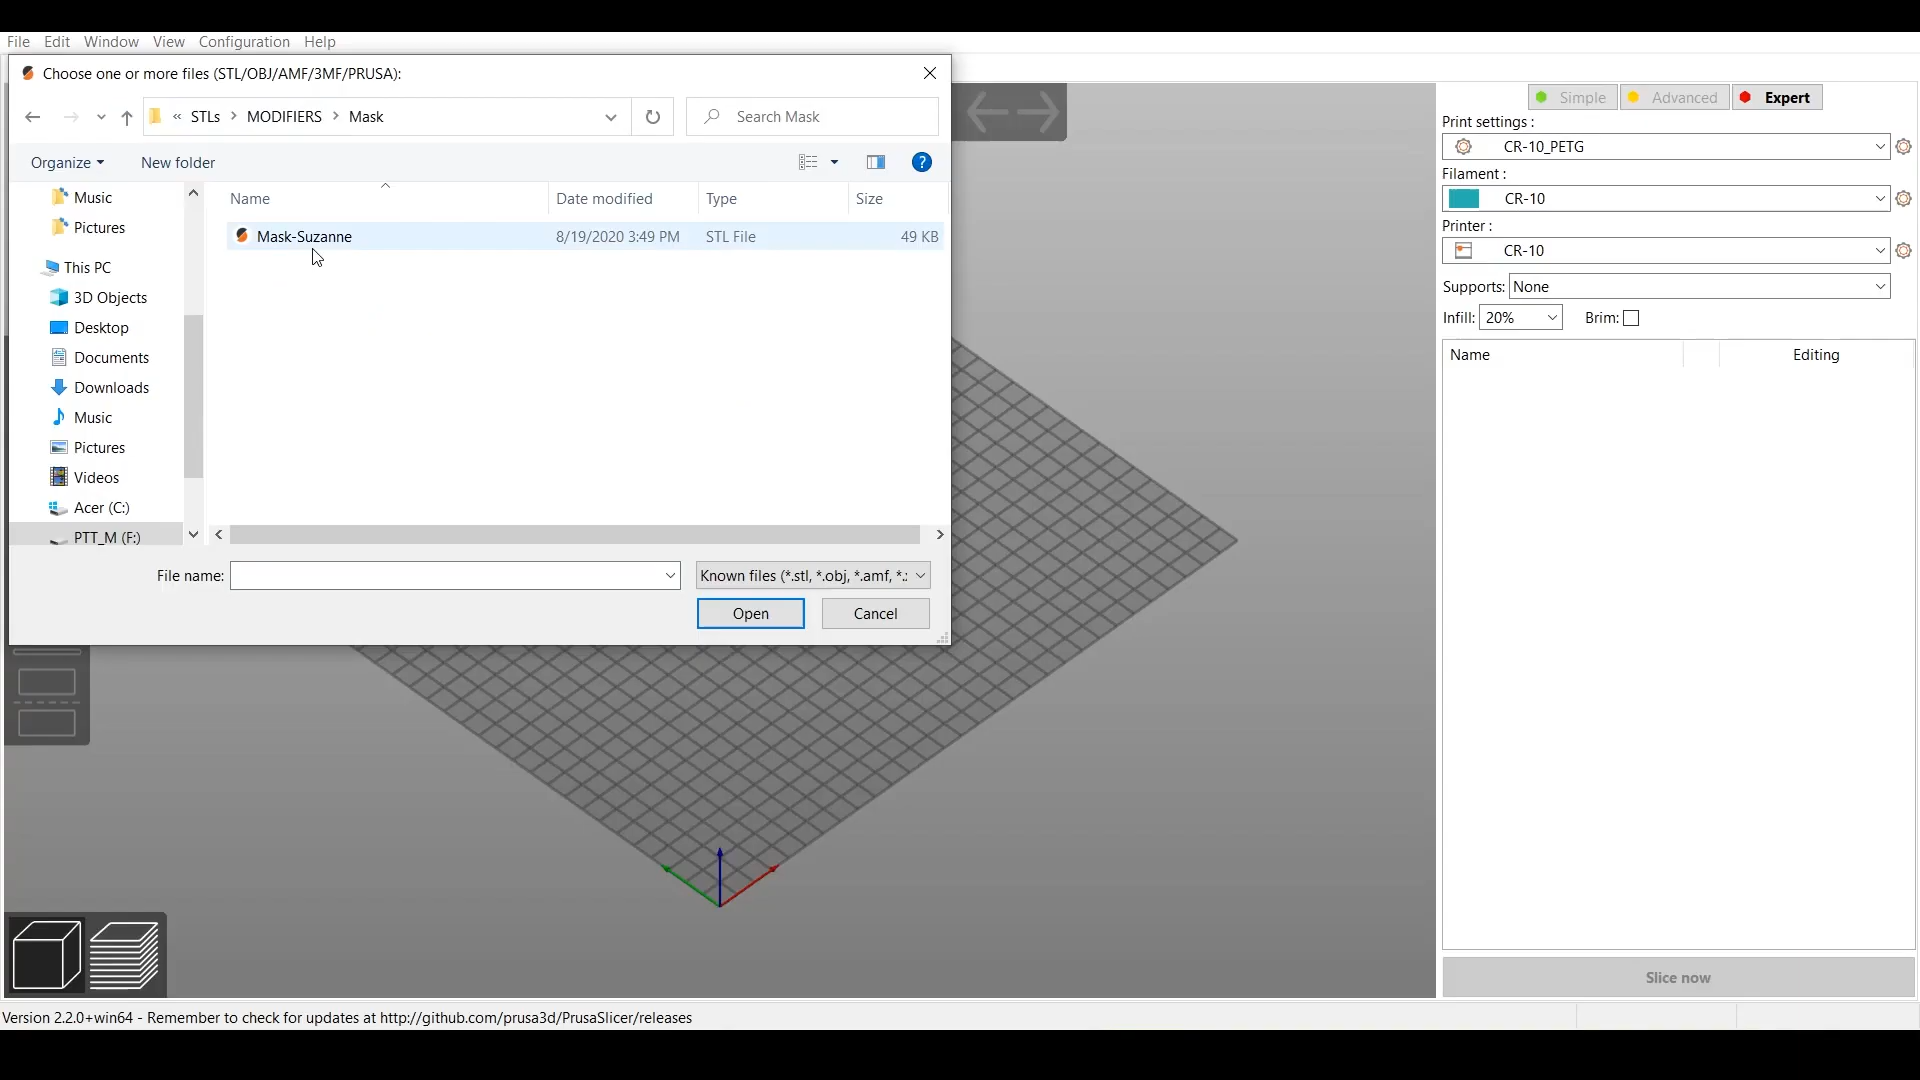 File Edit Window View Configuration Help
Choose one or more files (STL/OBJ/AMF/3MF/PRUSA):
« STLs > MODIFIERS > Mask
Search Mask
Organize
New folder
Name
Date modified
Type
Size
Mask-Suzanne
8/19/2020 3:49 PM
STL File
49 KB
Music
Pictures
This PC
3D Objects
Desktop
Documents
Downloads
Music
Pictures
Videos
Acer (C:)
PTT_M (F:)
File name:
Known files (*.stl, *.obj, *.amf, *.:
Open
Cancel
Simple
Advanced
Expert
Print settings :
CR-10_PETG
Filament :
CR-10
Printer :
CR-10
Supports: None
Infill: 20%
Brim:
Name
Editing
Slice now
Version 2.2.0+win64 - Remember to check for updates at http://github.com/prusa3d/PrusaSlicer/releases